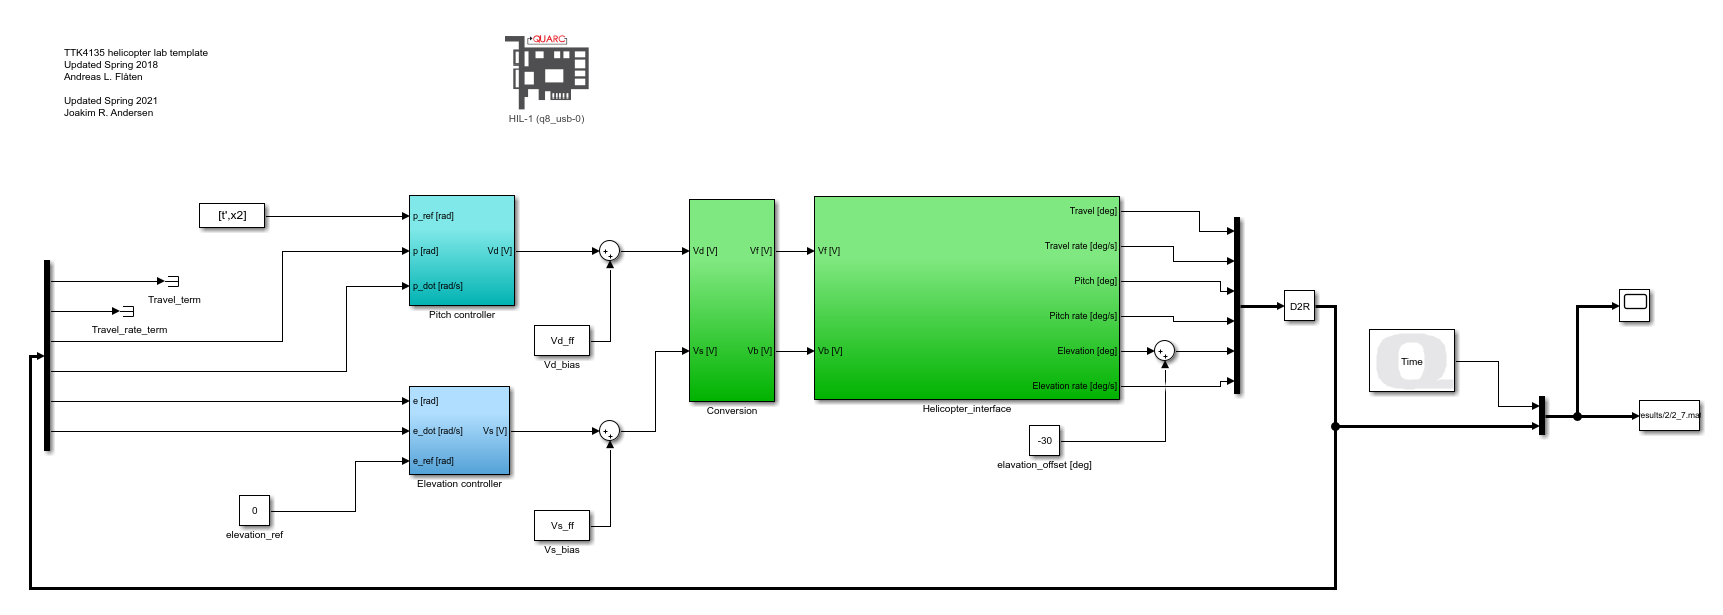 TTK4135 helicopter lab template
Updated Spring 2018
Andreas L. Flåten
Updated Spring 2021
Joakim R. Andersen
QUARC
HIL-1 (q8_usb-0)
[t',x2]
p_ref [rad]
p [rad]
Vd [V]
p_dot [rad/s]
Pitch controller
Travel_term
Travel_rate_term
Vd_ff
Vd_bias
e [rad]
e_dot [rad/s]
Vs [V]
e_ref [rad]
Elevation controller
0
elevation_ref
Vs_ff
Vs_bias
Vd [V]
Vf [V]
Vs [V]
Vb [V]
Conversion
Travel [deg]
Travel rate [deg/s]
Vf [V]
Pitch [deg]
Pitch rate [deg/s]
Vb [V]
Elevation [deg]
Elevation rate [deg/s]
Helicopter_interface
-30
elavation_offset [deg]
D2R
Time
esults/2/2_7.mat